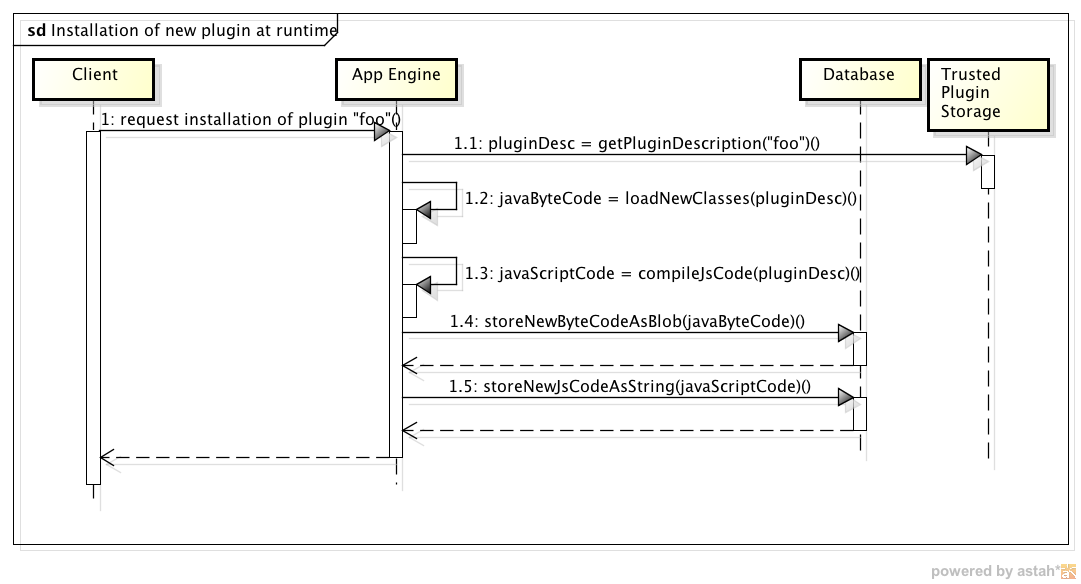 sd Installation of new plugin at runtime
Client
App Engine
Database
Trusted
Plugin
Storage
1: request installation of plugin "foo"()
1.1: pluginDesc = getPluginDescription("foo")()
1.2: javaByteCode = loadNewClasses(pluginDesc)()
1.3: javaScriptCode = compileJsCode(pluginDesc)()
1.4: storeNewByteCodeAsBlob(javaByteCode)()
1.5: storeNewJsCodeAsString(javaScriptCode)()
powered by astah*